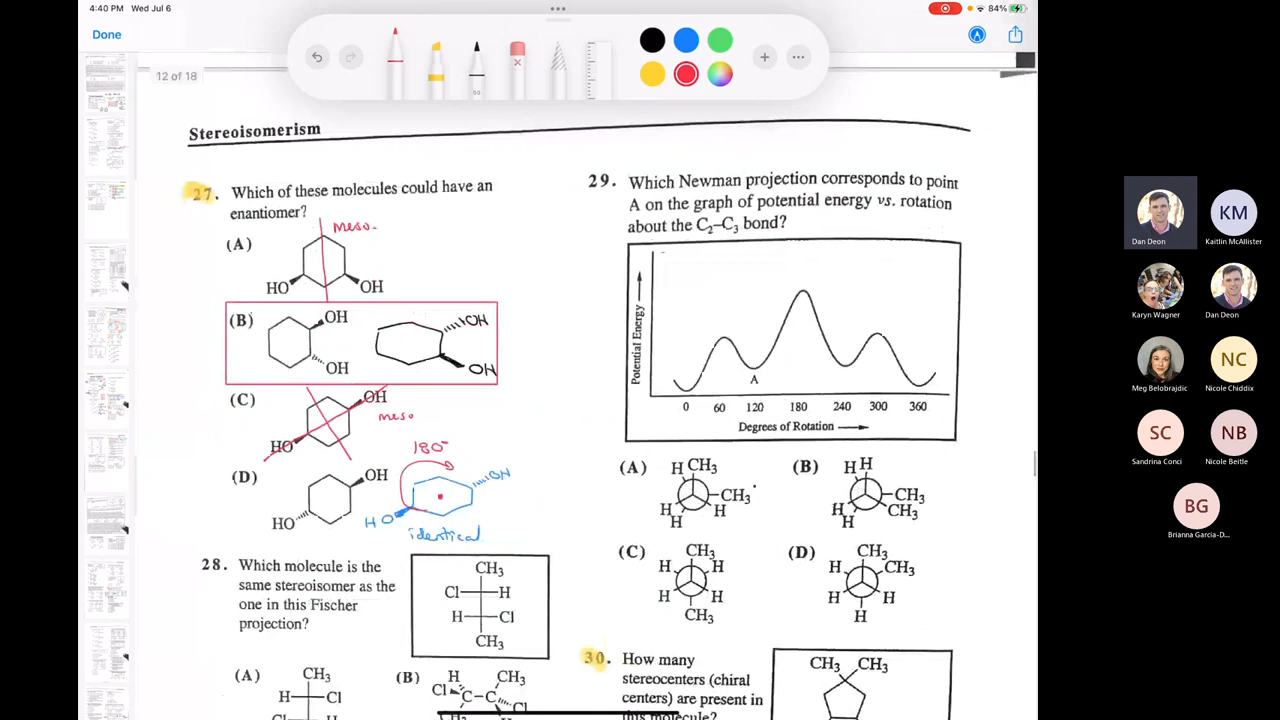 4:40 PM Wed Jul 6
84%
Done
12 of 18
Stereoisomerism
27. Which of these molecules could have an
enantiomer?
meso.
(A)
HO
OH
(B)
OH
OH
OH
OH
(C)
OH
HO
meso
180°
(D)
OH
HO
OH
HO
identical
28. Which molecule is the
same stereoisomer as the
one in this Fischer
projection?
CH3
Cl
H
H
Cl
CH3
(A)
CH3
H
Cl
(B)
H
CH3
Cl
C
C
Cl
29. Which Newman projection corresponds to point
A on the graph of potential energy vs. rotation
about the C2–C3 bond?
Potential Energy
A
0 60 120 180 240 300 360
Degrees of Rotation
(A)
H CH3
CH3
H
H
H
(B)
H H
CH3
CH3
H
H
(C)
CH3
H
H
H
H
CH3
(D)
CH3
H
CH3
H
H
H
30. How many
stereocenters (chiral
enters) are present in
this molecule?
CH3 CH3
Dan Deon
KM
Kaitlin McAllister
Karyn Wagner
Dan Deon
Meg Belobrajdic
NC
Nicole Chiddix
SC
Sandrina Conci
NB
Nicole Beitle
BG
Brianna Garcia-D...